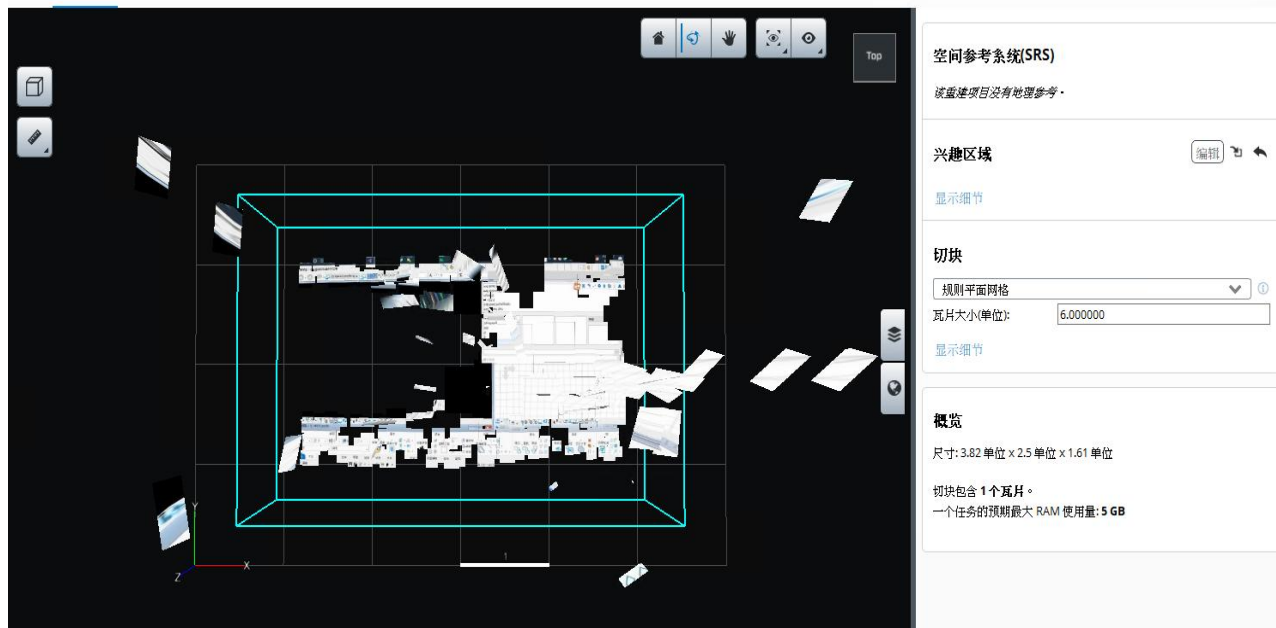 Top
空间参考系统(SRS)
该重建项目没有地理参考。
兴趣区域
编辑
显示细节
切块
规则平面网格
瓦片大小(单位):
6.000000
显示细节
概览
尺寸: 3.82 单位 x 2.5 单位 x 1.61 单位
切块包含 1个瓦片。
一个任务的预期最大 RAM 使用量: 5 GB
Y
X
Z
1